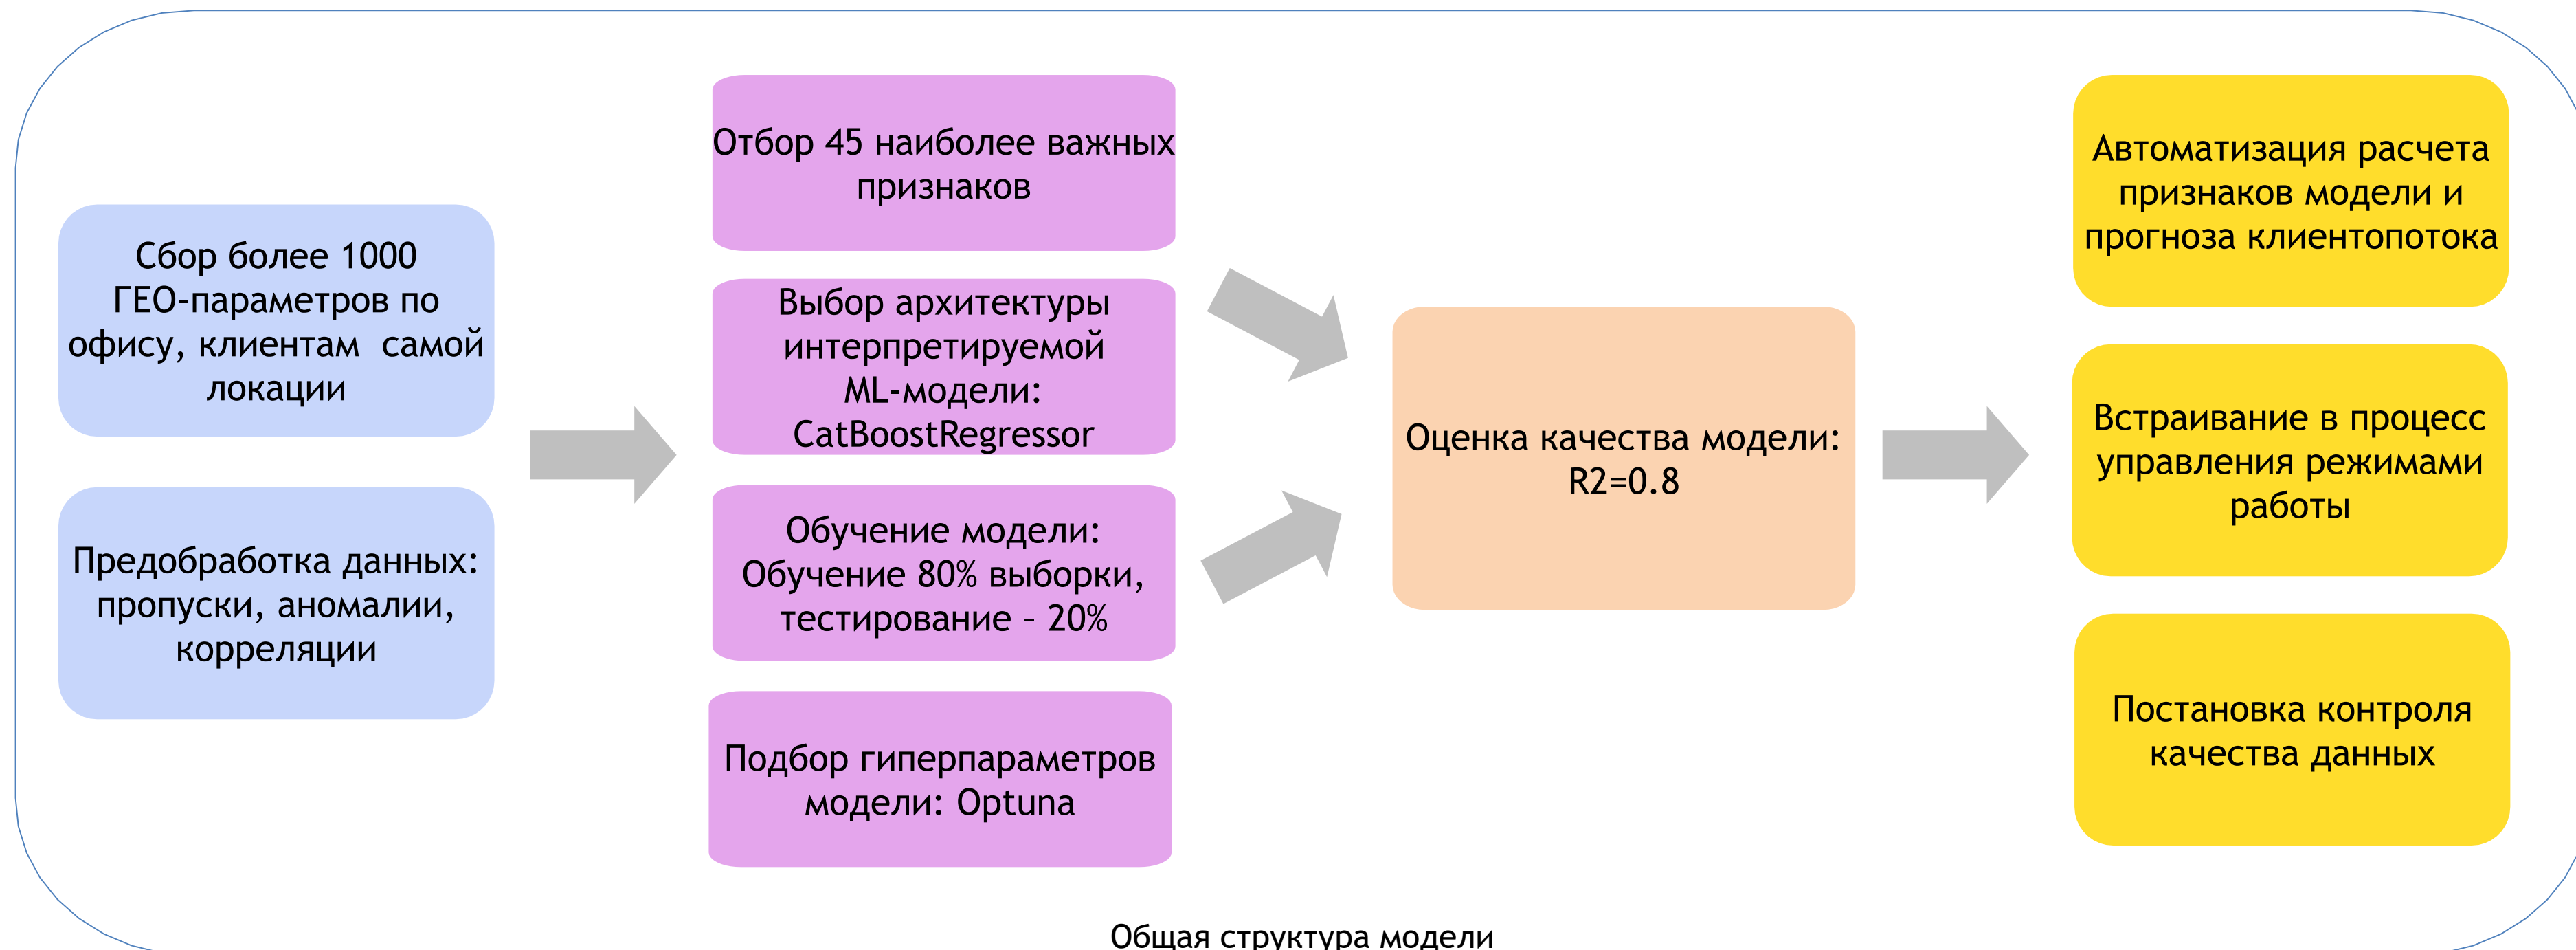 Сбор более 1000
ГЕО-параметров по
офису, клиентам  самой
локации
Предобработка данных:
пропуски, аномалии,
корреляции
Отбор 45 наиболее важных
признаков
Выбор архитектуры
интерпретируемой
ML-модели:
CatBoostRegressor
Обучение модели:
Обучение 80% выборки,
тестирование – 20%
Подбор гиперпараметров
модели: Optuna
Оценка качества модели:
R2=0.8
Автоматизация расчета
признаков модели и
прогноза клиентопотока
Встраивание в процесс
управления режимами
работы
Постановка контроля
качества данных
Общая структура модели